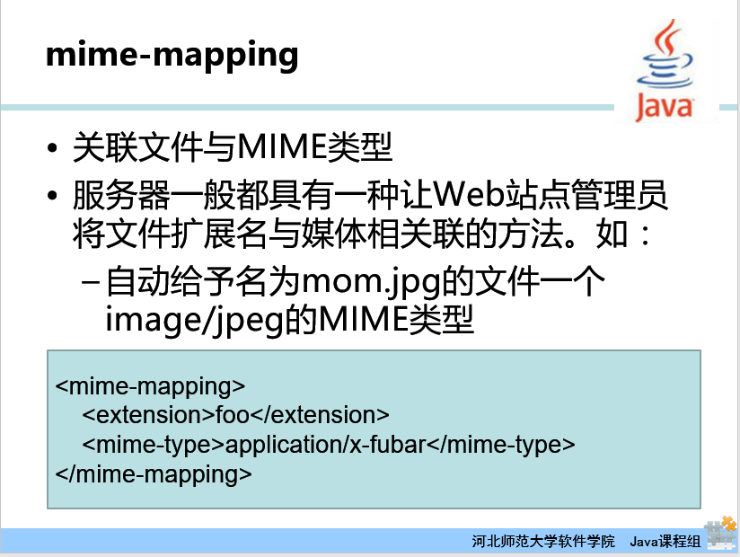 mime-mapping
Java
• 关联文件与MIME类型
• 服务器一般都具有一种让Web站点管理员
将文件扩展名与媒体相关联的方法。如：
–自动给予名为mom.jpg的文件一个
image/jpeg的MIME类型
<mime-mapping>
<extension>foo</extension>
<mime-type>application/x-fubar</mime-type>
</mime-mapping>
河北师范大学软件学院 Java课程组